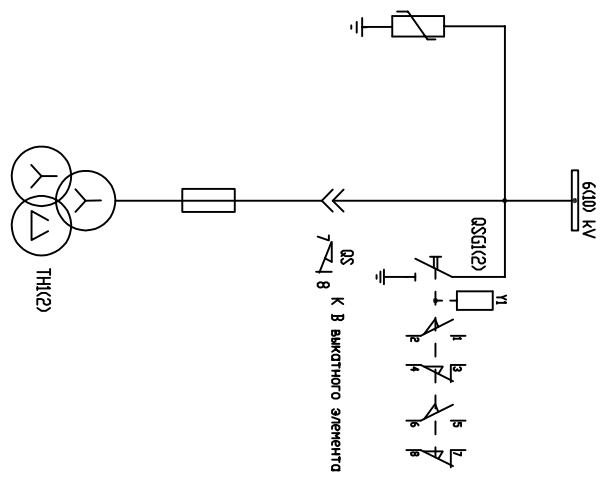 6(10) kV
QSG1(2)
Y1
QS
7
8
К В выкатного элемента
1
2
3
4
5
6
7
8
TH1(2)